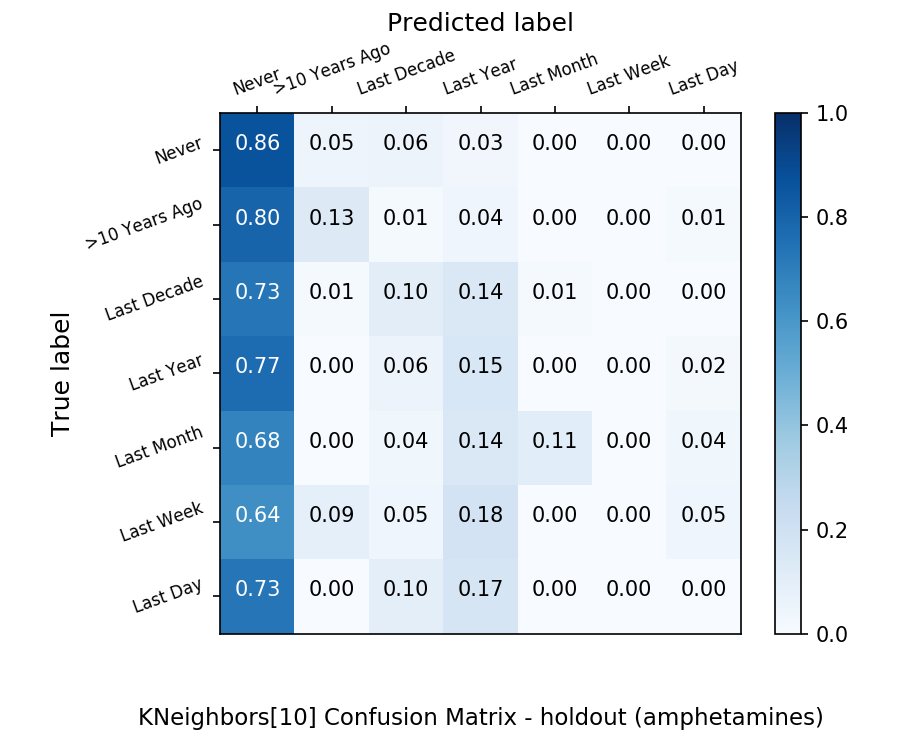 Predicted label
Never >10 Years Ago Last Decade Last Year Last Month Last Week Last Day
True label
Never 0.86 0.05 0.06 0.03 0.00 0.00 0.00
>10 Years Ago 0.80 0.13 0.01 0.04 0.00 0.00 0.01
Last Decade 0.73 0.01 0.10 0.14 0.01 0.00 0.00
Last Year 0.77 0.00 0.06 0.15 0.00 0.00 0.02
Last Month 0.68 0.00 0.04 0.14 0.11 0.00 0.04
Last Week 0.64 0.09 0.05 0.18 0.00 0.00 0.05
Last Day 0.73 0.00 0.10 0.17 0.00 0.00 0.00
1.0
0.8
0.6
0.4
0.2
0.0
KNeighbors[10] Confusion Matrix - holdout (amphetamines)